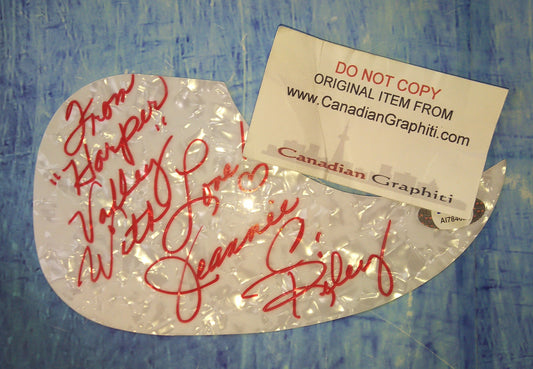 From
"Harper
Valley"
With Love!
Jeannie
C. Riley
DO NOT COPY
ORIGINAL ITEM FROM
www.CanadianGraphiti.com
Canadian Graphiti